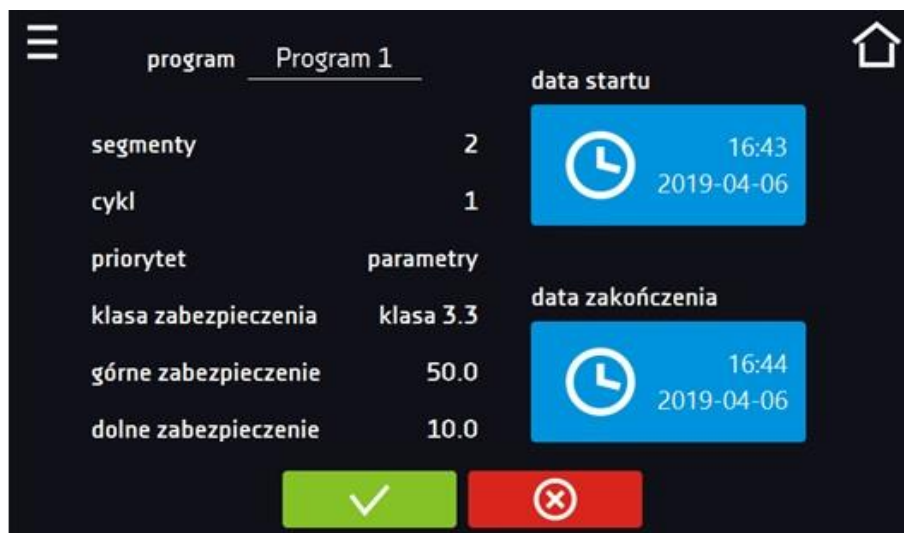 program Program 1
segmenty 2
cykl 1
priorytet parametry
klasa zabezpieczenia klasa 3.3
górne zabezpieczenie 50.0
dolne zabezpieczenie 10.0
data startu
16:43
2019-04-06
data zakończenia
16:44
2019-04-06